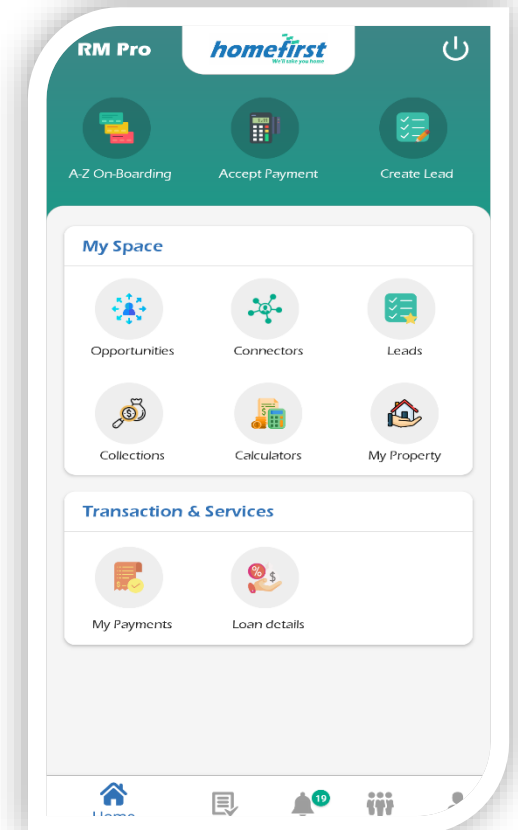 RM Pro
homefirst
We'll take you home
A-Z On-Boarding Accept Payment Create Lead
My Space
Opportunities Connectors Leads
Collections Calculators My Property
Transaction & Services
My Payments Loan details
19
Home